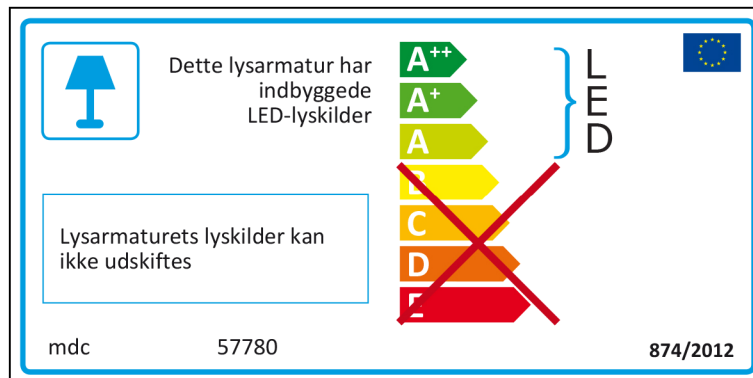 Dette lysarmatur har
indbyggede
LED-lyskilder
A++
A+
A
B
C
D
E
L
E
D
Lysarmaturets lyskilder kan
ikke udskiftes
mdc 57780
874/2012